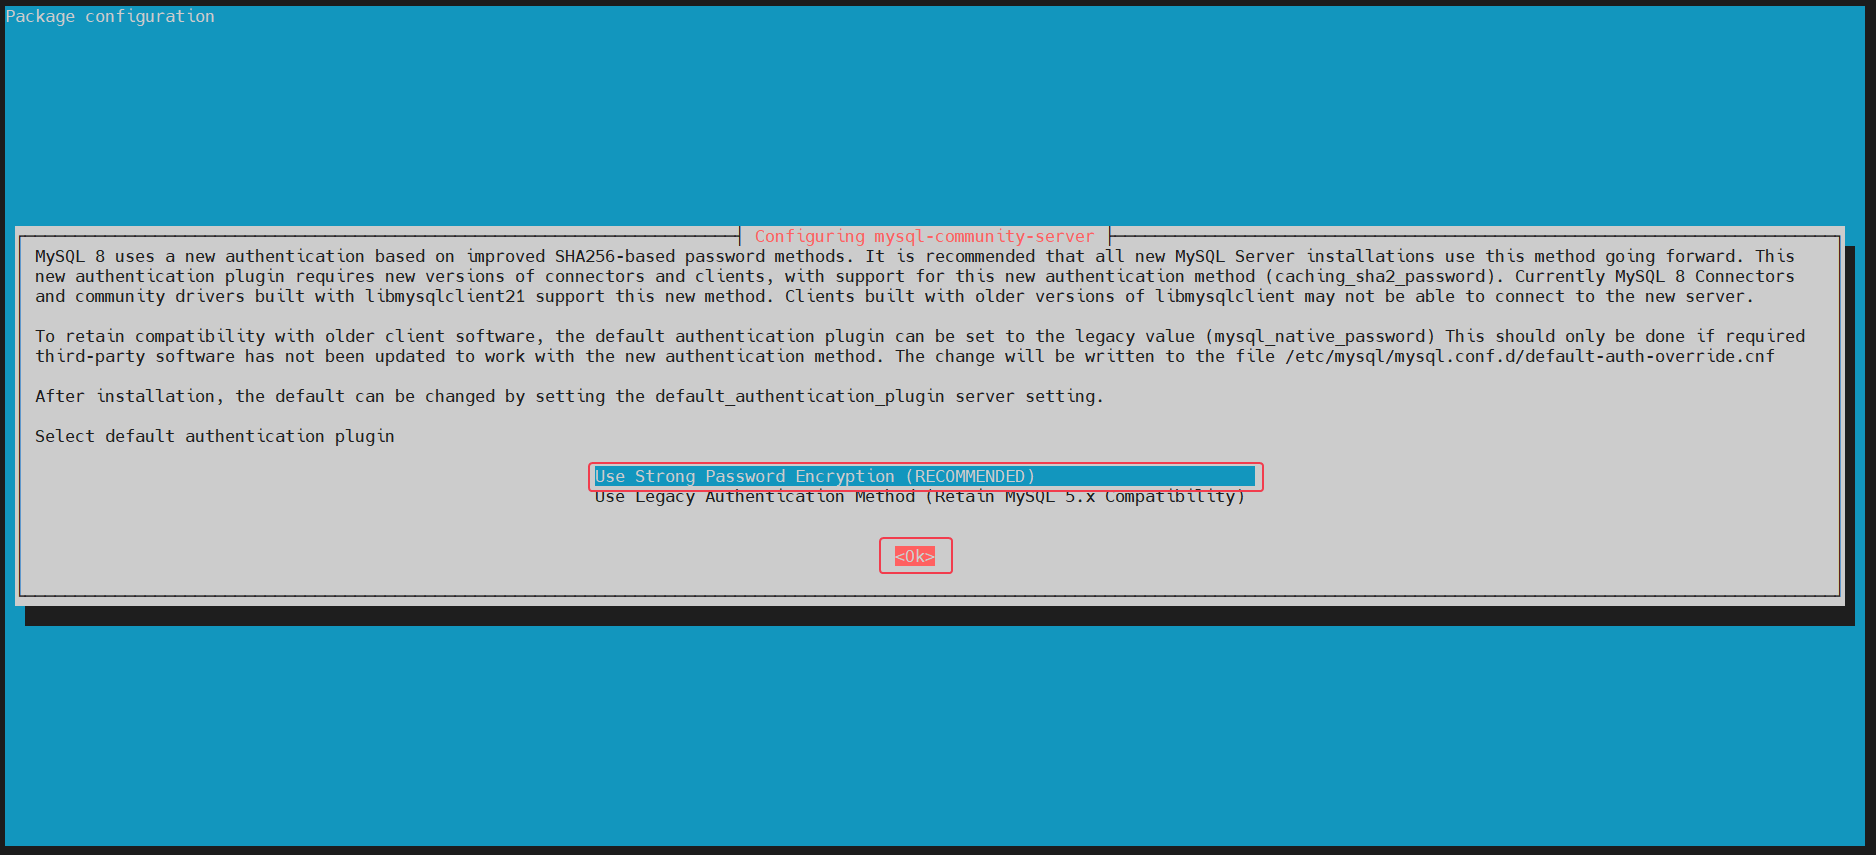 Package configuration
Configuring mysql-community-server
MySQL 8 uses a new authentication based on improved SHA256-based password methods. It is recommended that all new MySQL Server installations use this method going forward. This
new authentication plugin requires new versions of connectors and clients, with support for this new authentication method (caching_sha2_password). Currently MySQL 8 Connectors
and community drivers built with libmysqlclient21 support this new method. Clients built with older versions of libmysqlclient may not be able to connect to the new server.
To retain compatibility with older client software, the default authentication plugin can be set to the legacy value (mysql_native_password) This should only be done if required
third-party software has not been updated to work with the new authentication method. The change will be written to the file /etc/mysql/mysql.conf.d/default-auth-override.cnf
After installation, the default can be changed by setting the default_authentication_plugin server setting.
Select default authentication plugin
Use Strong Password Encryption (RECOMMENDED)
Use Legacy Authentication Method (Retain MySQL 5.x Compatibility)
<Ok>